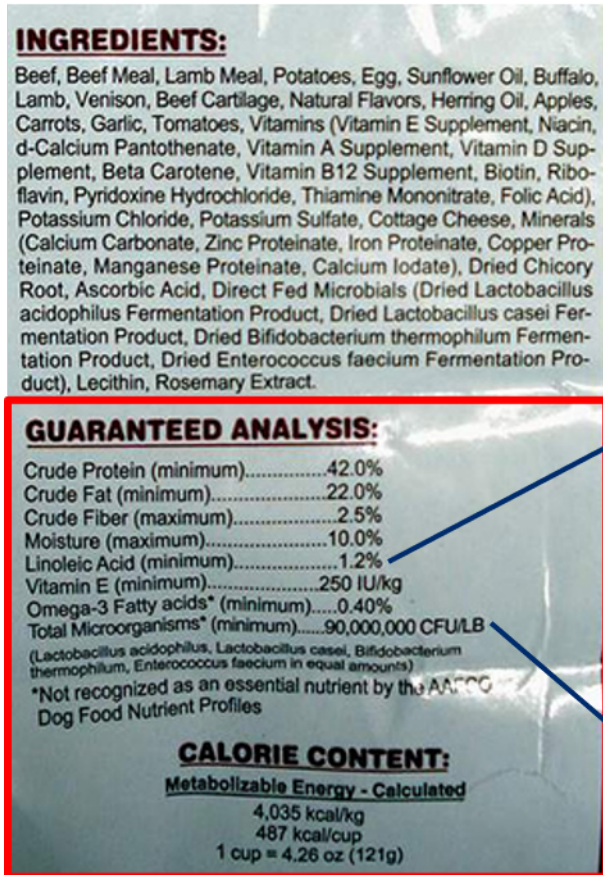 INGREDIENTS:
Beef, Beef Meal, Lamb Meal, Potatoes, Egg, Sunflower Oil, Buffalo,
Lamb, Venison, Beef Cartilage, Natural Flavors, Herring Oil, Apples,
Carrots, Garlic, Tomatoes, Vitamins (Vitamin E Supplement, Niacin,
d-Calcium Pantothenate, Vitamin A Supplement, Vitamin D Sup-
plement, Beta Carotene, Vitamin B12 Supplement, Biotin, Ribo-
flavin, Pyridoxine Hydrochloride, Thiamine Mononitrate, Folic Acid),
Potassium Chloride, Potassium Sulfate, Cottage Cheese, Minerals
(Calcium Carbonate, Zinc Proteinate, Iron Proteinate, Copper Pro-
teinate, Manganese Proteinate, Calcium Iodate), Dried Chicory
Root, Ascorbic Acid, Direct Fed Microbials (Dried Lactobacillus
acidophilus Fermentation Product, Dried Lactobacillus casei Fer-
mentation Product, Dried Bifidobacterium thermophilum Fermen-
tation Product, Dried Enterococcus faecium Fermentation Pro-
duct), Lecithin, Rosemary Extract.
GUARANTEED ANALYSIS:
Crude Protein (minimum)...............42.0%
Crude Fat (minimum).....................22.0%
Crude Fiber (maximum).................2.5%
Moisture (maximum).....................10.0%
Linoleic Acid (minimum)..................1.2%
Vitamin E (minimum)...................250 IU/kg
Omega-3 Fatty acids* (minimum).....0.40%
Total Microorganisms* (minimum).....90,000,000 CFU/LB
(Lactobacillus acidophilus, Lactobacillus casei, Bifidobacterium
thermophilum, Enterococcus faecium in equal amounts)
*Not recognized as an essential nutrient by the AAFCO
Dog Food Nutrient Profiles
CALORIE CONTENT:
Metabolizable Energy - Calculated
4,035 kcal/kg
487 kcal/cup
1 cup = 4.26 oz (121g)